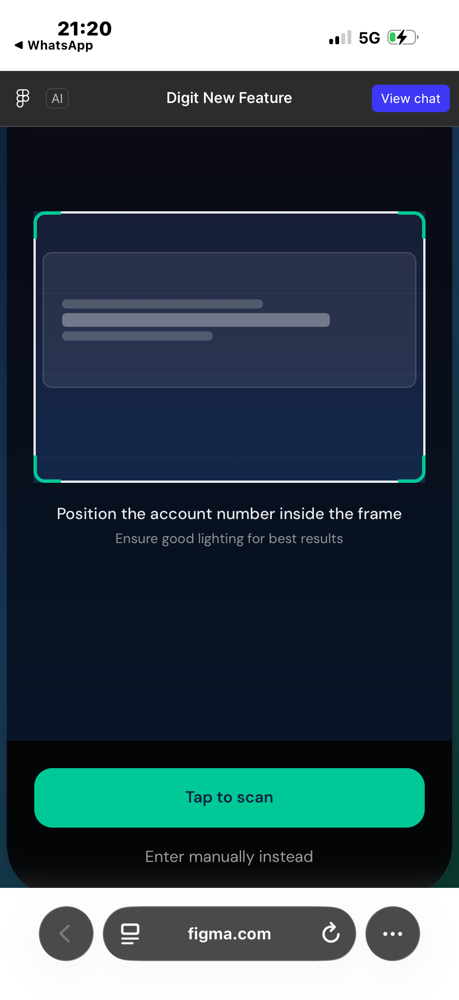 21:20
WhatsApp
5G
AI
Digit New Feature
View chat
Position the account number inside the frame
Ensure good lighting for best results
Tap to scan
Enter manually instead
figma.com